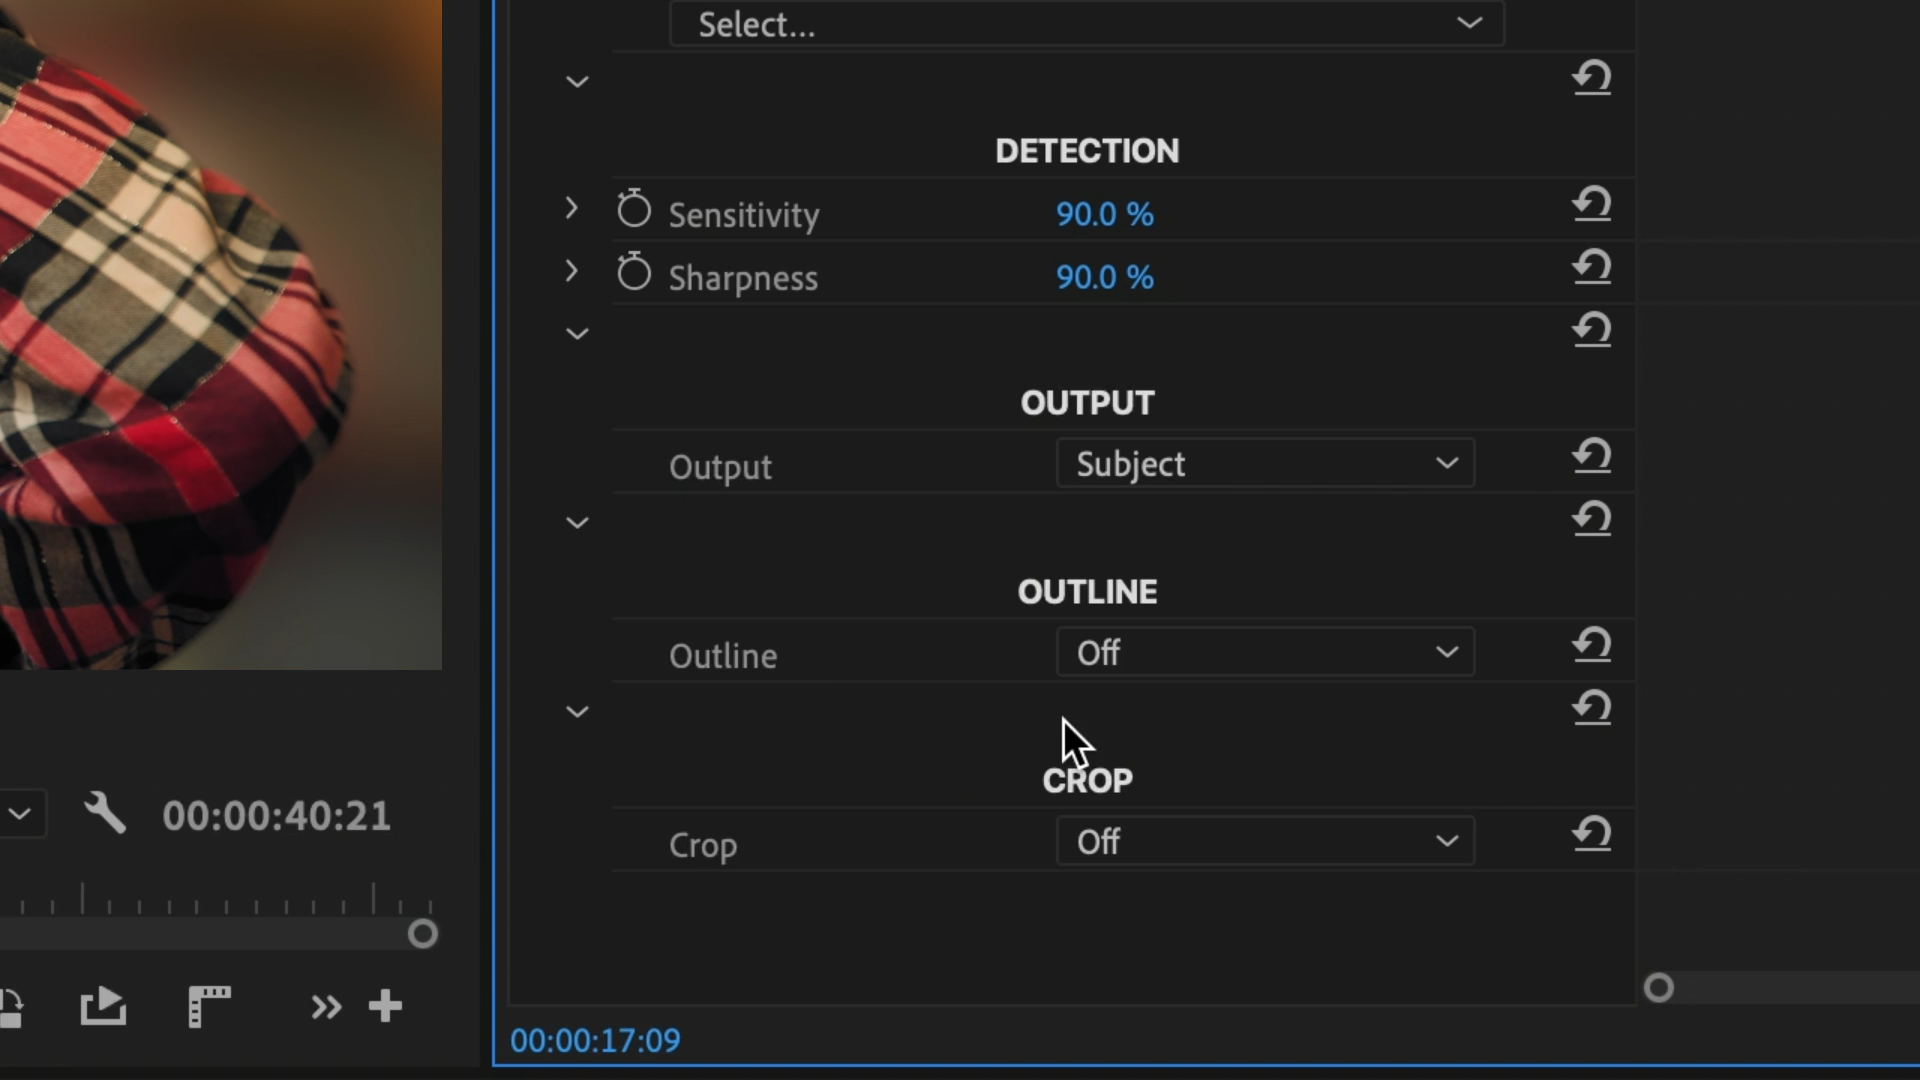 Select...
DETECTION
Sensitivity 90.0 %
Sharpness 90.0 %
OUTPUT
Output Subject
OUTLINE
Outline Off
CROP
Crop Off
00:00:40:21
00:00:17:09